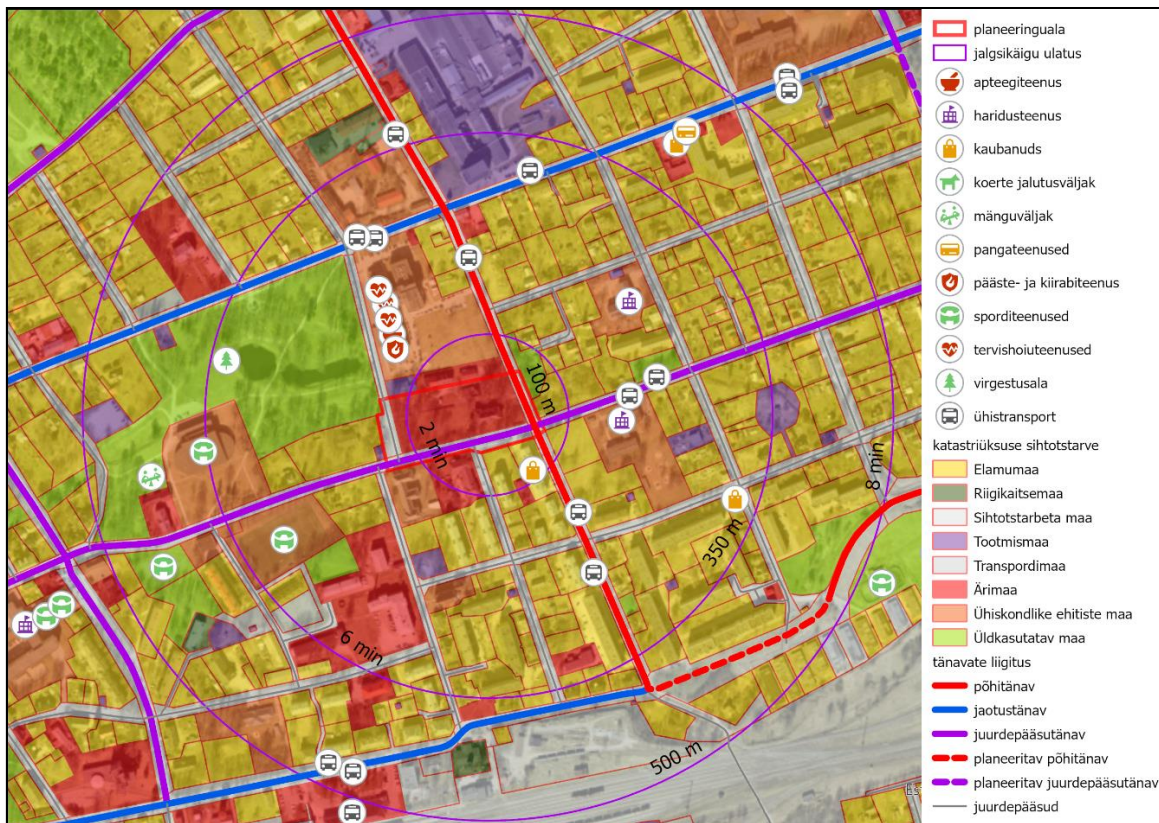 100 m
2 min
8 min
350 m
6 min
500 m
planeeringuala
jalgsikäigu ulatus
apteegiteenus
haridusteenus
kaubanuds
koerte jalutusväljak
mänguväljak
pangateenused
pääste- ja kiirabiteenus
sporditeenused
tervishoiuteenused
virgestusala
ühistransport
katastriüksuse sihtotstarve
Elamumaa
Riigikaitsemaa
Sihtotstarbeta maa
Tootmismaa
Transpordimaa
Ärimaa
Ühiskondlike ehitiste maa
Üldkasutatav maa
tänavate liigitus
põhitänav
jaotustänav
juurdepääsutänav
planeeritav põhitänav
planeeritav juurdepääsutänav
juurdepääsud